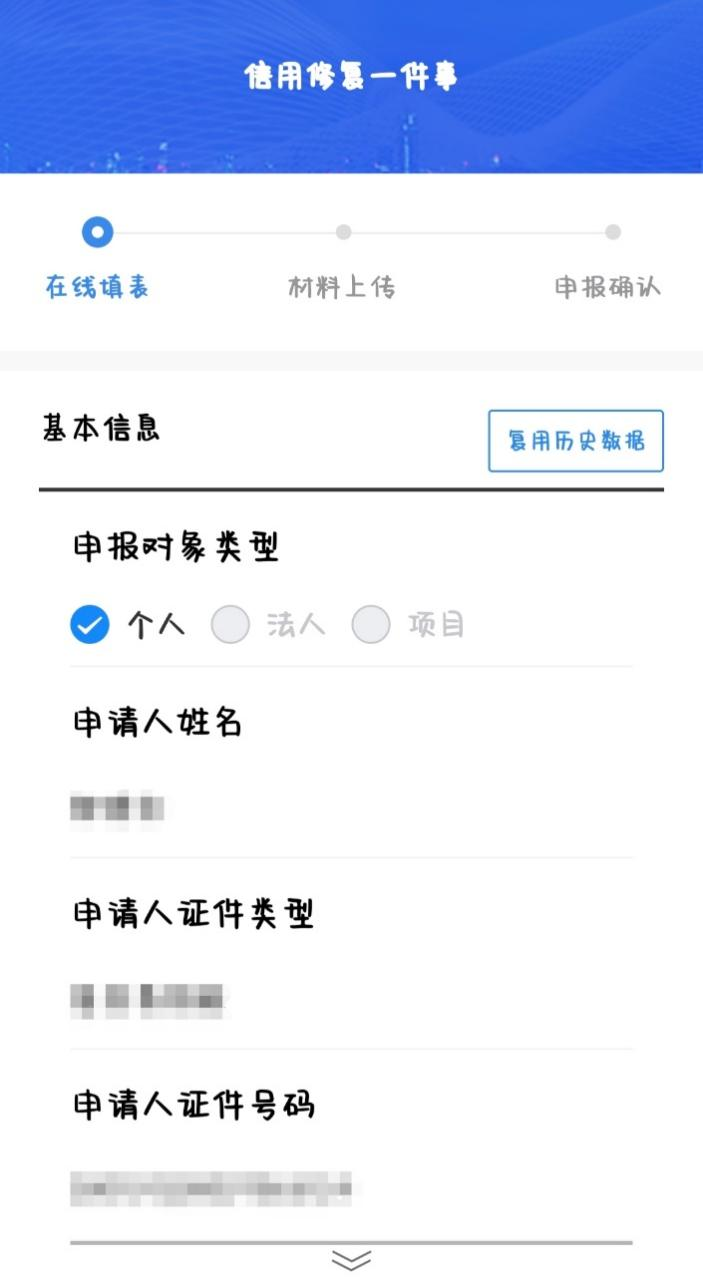 信用修复一件事
在线填表
材料上传
申报确认
基本信息
复用历史数据
申报对象类型
个人 法人 项目
申请人姓名
申请人证件类型
申请人证件号码